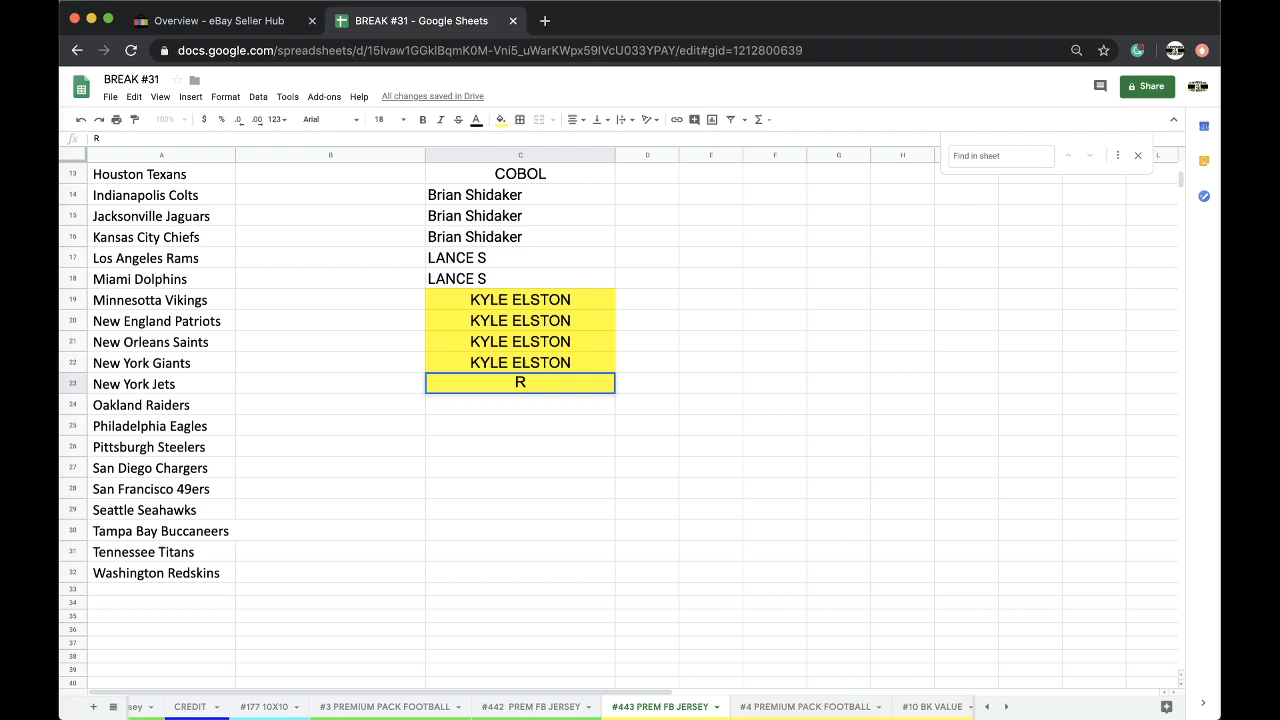 Overview - eBay Seller Hub
BREAK #31 - Google Sheets
docs.google.com/spreadsheets/d/15Ivaw1GGklBqmK0M-Vni5_uWarKWpx59IVcU033YPAY/edit#gid=1212800639
BREAK #31
File Edit View Insert Format Data Tools Add-ons Help All changes saved in Drive
Share
100% $ % .0 .00 123 Arial 18 B I S A
fx R
Find in sheet
A B C D E F G H L
13 Houston Texans COBOL
14 Indianapolis Colts Brian Shidaker
15 Jacksonville Jaguars Brian Shidaker
16 Kansas City Chiefs Brian Shidaker
17 Los Angeles Rams LANCE S
18 Miami Dolphins LANCE S
19 Minnesotta Vikings KYLE ELSTON
20 New England Patriots KYLE ELSTON
21 New Orleans Saints KYLE ELSTON
22 New York Giants KYLE ELSTON
23 New York Jets R
24 Oakland Raiders
25 Philadelphia Eagles
26 Pittsburgh Steelers
27 San Diego Chargers
28 San Francisco 49ers
29 Seattle Seahawks
30 Tampa Bay Buccaneers
31 Tennessee Titans
32 Washington Redskins
33
34
35
36
37
38
39
40
sey CREDIT #177 10X10 #3 PREMIUM PACK FOOTBALL #442 PREM FB JERSEY #443 PREM FB JERSEY #4 PREMIUM PACK FOOTBALL #10 BK VALUE